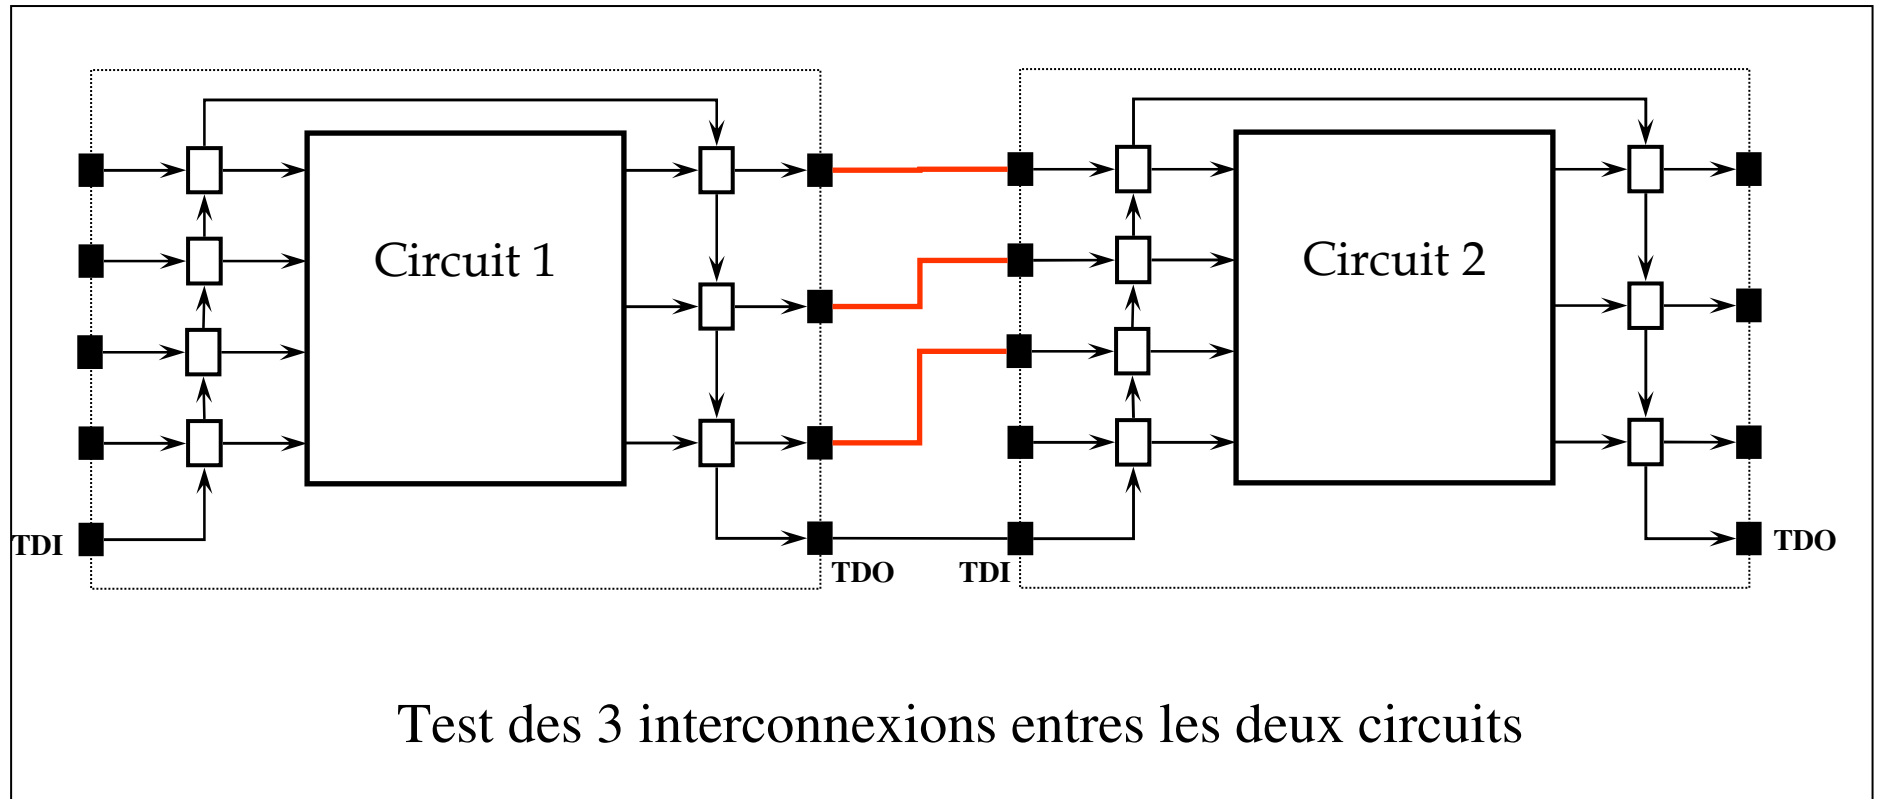 Circuit 1
Circuit 2
TDI
TDO
TDI
TDO
Test des 3 interconnexions entres les deux circuits